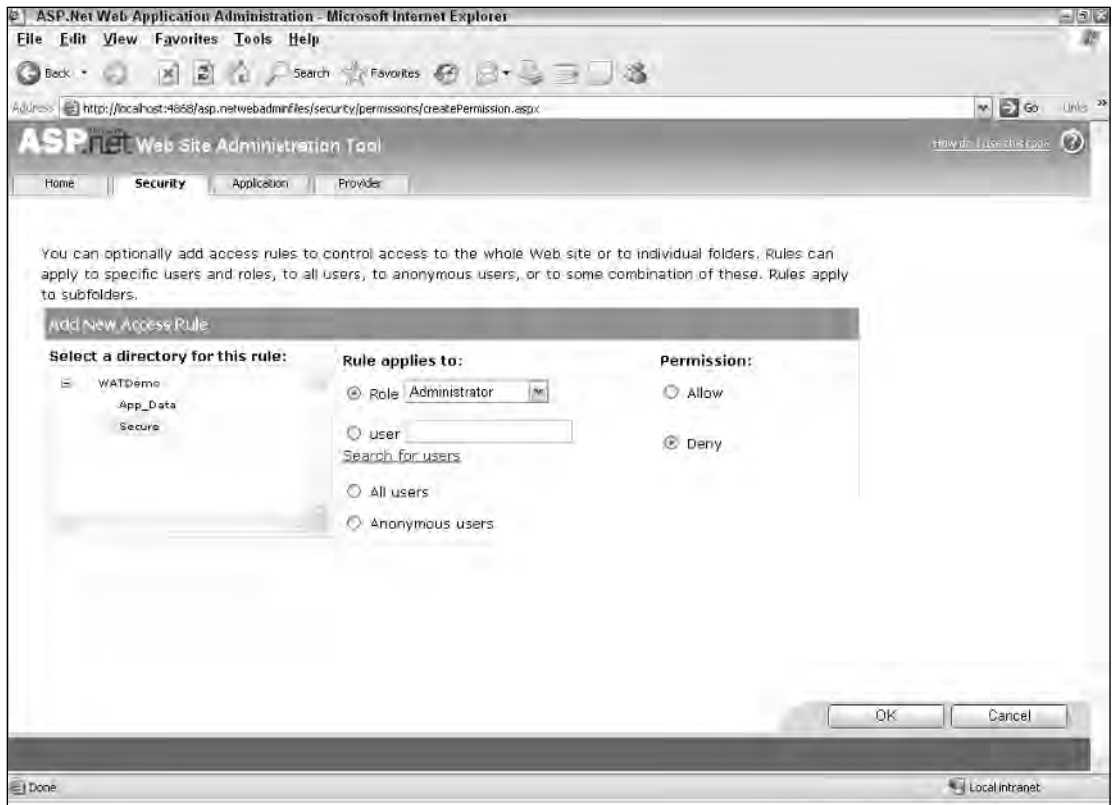 ASP.Net Web Application Administration - Microsoft Internet Explorer
File Edit View Favorites Tools Help
Back Search Favorites
Address http://localhost:4868/asp.netwebadminfiles/security/permissions/createPermission.aspx Go Links »
ASP.net Web Site Administration Tool How do I use this tool? ?
Home Security Application Provider
You can optionally add access rules to control access to the whole Web site or to individual folders. Rules can
apply to specific users and roles, to all users, to anonymous users, or to some combination of these. Rules apply
to subfolders.
Add New Access Rule
Select a directory for this rule: Rule applies to: Permission:
WATDemo
App_Data
Secure
Role Administrator
user
Search for users
All users
Anonymous users
Allow
Deny
OK Cancel
Done Local intranet